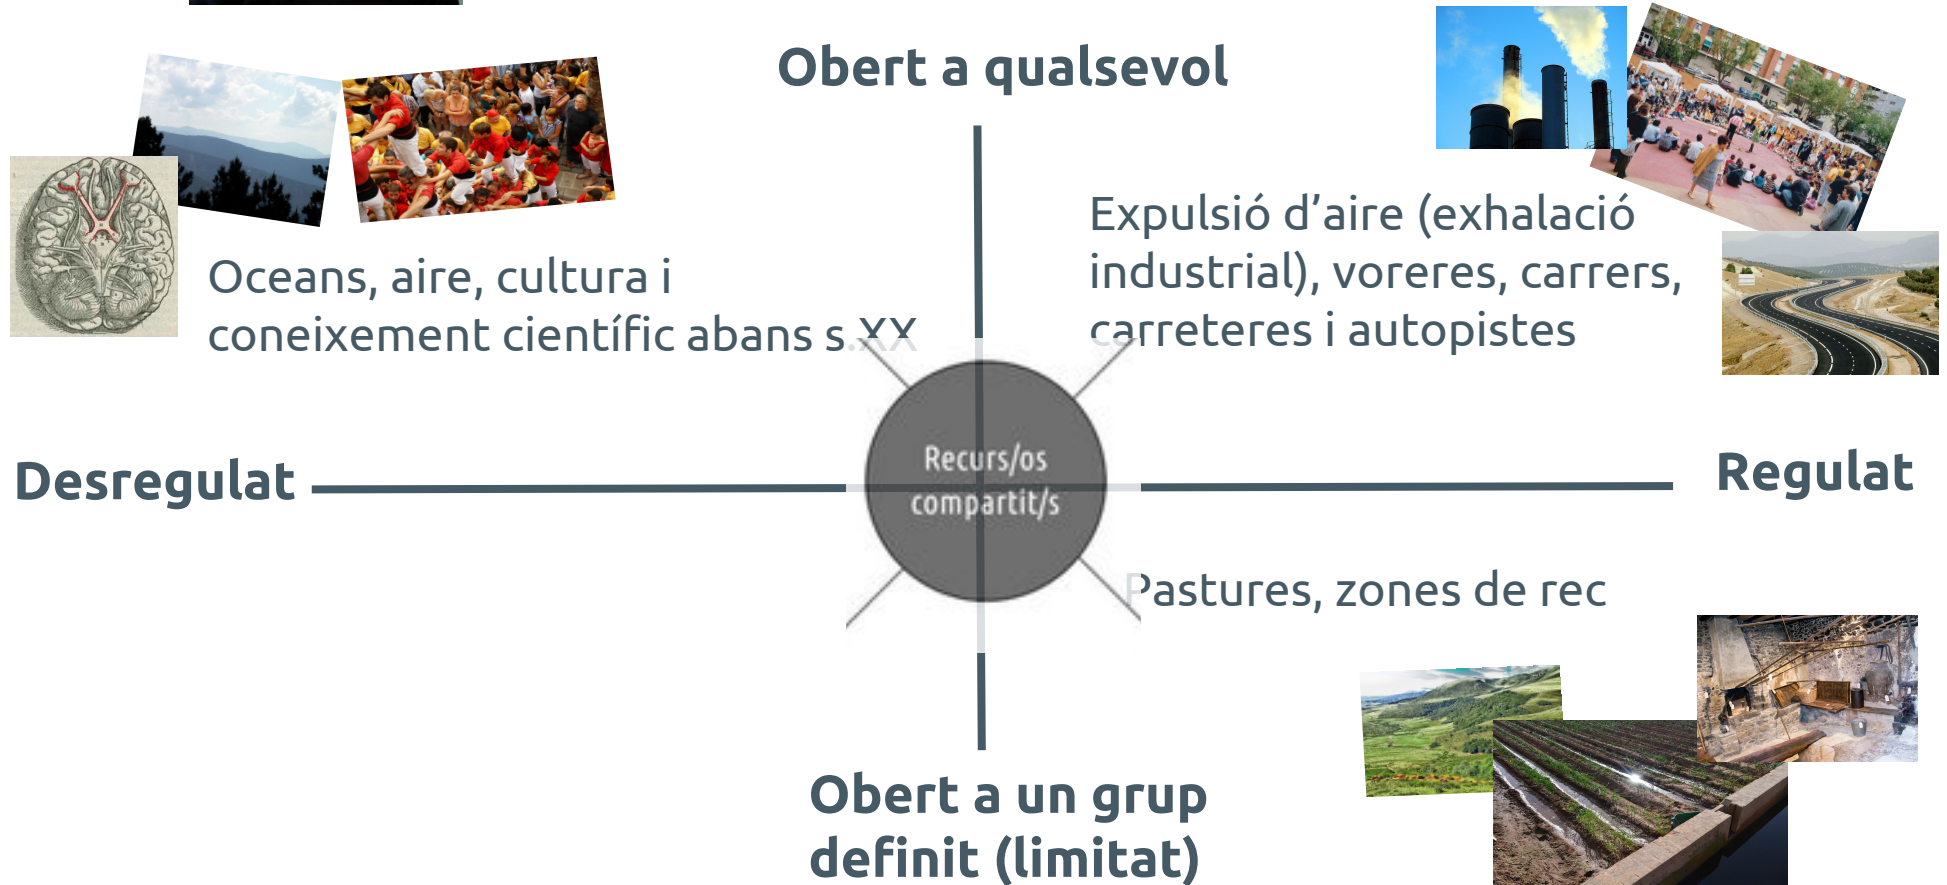 Obert a qualsevol
Expulsió d’aire (exhalació
industrial), voreres, carrers,
carreteres i autopistes
Oceans, aire, cultura i
coneixement científic abans s.XX
Desregulat
Recurs/os
compartit/s
Regulat
Pastures, zones de rec
Obert a un grup
definit (limitat)